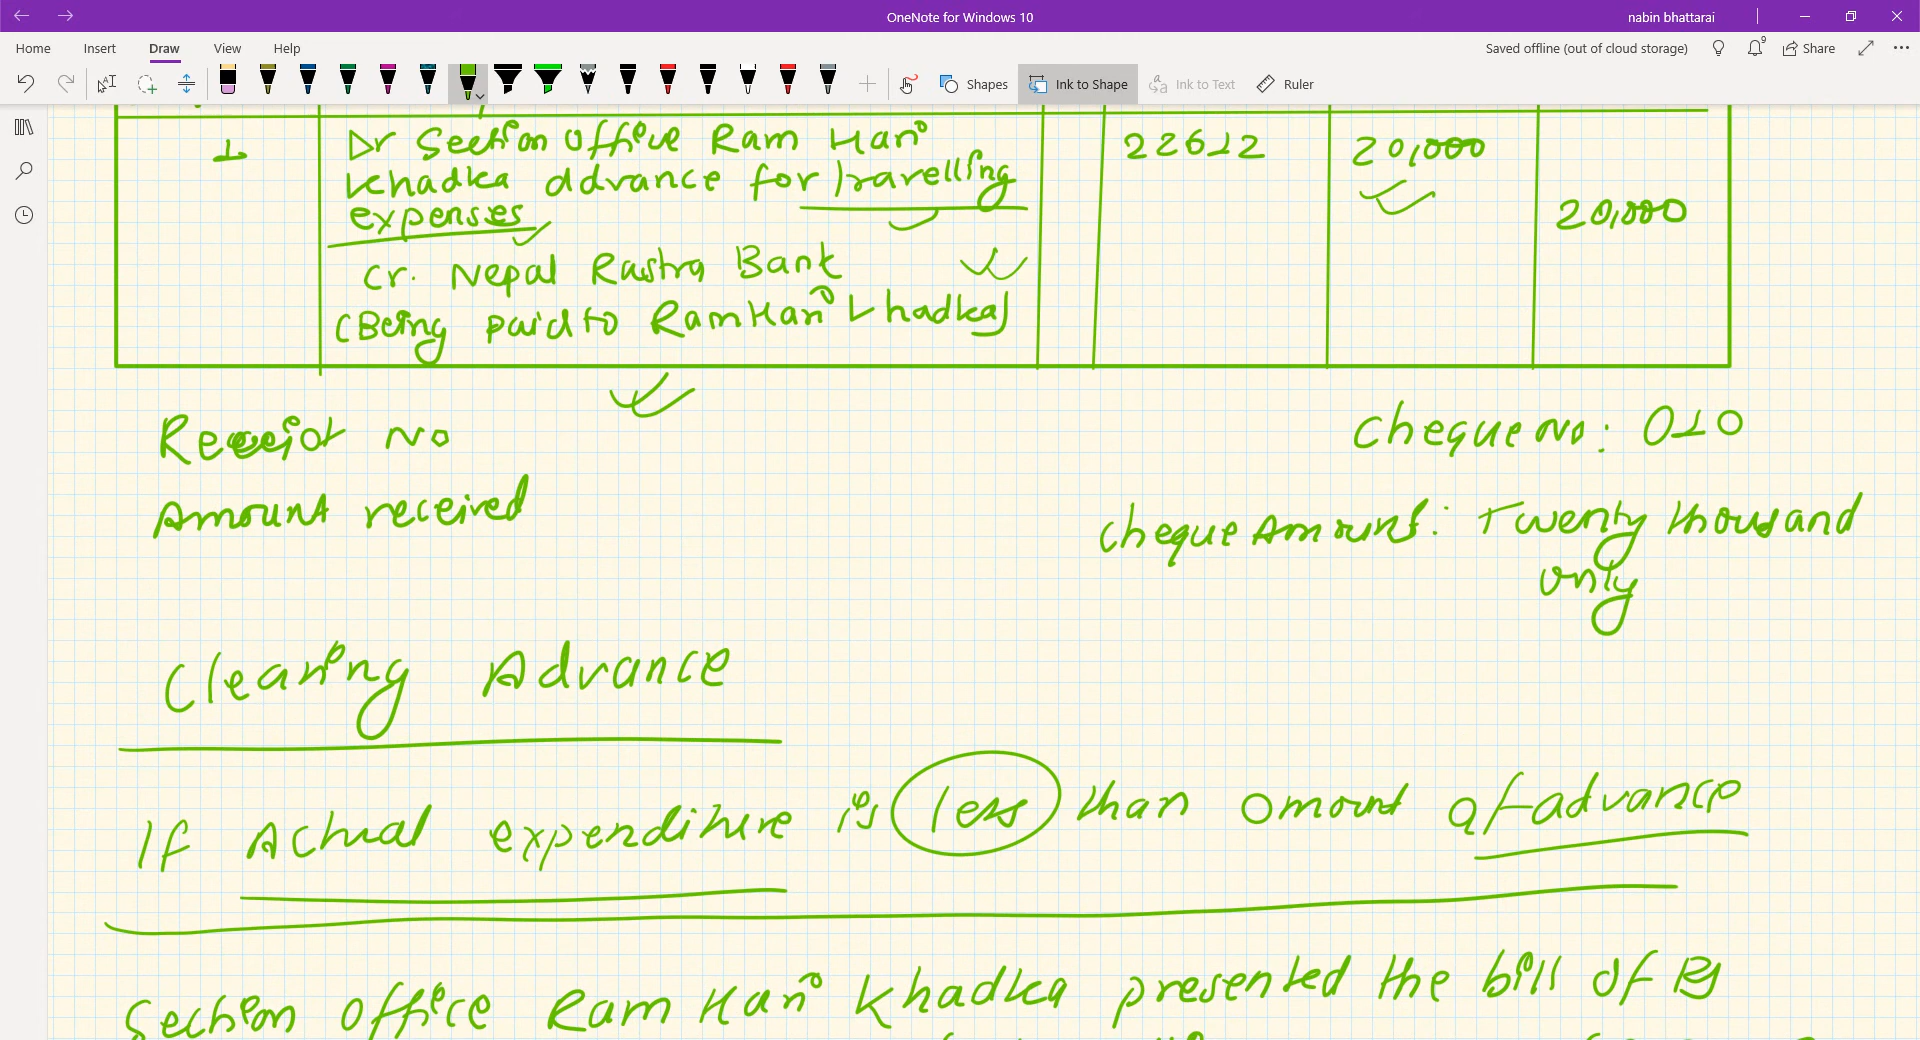 OneNote for Windows 10
nabin bhattarai
Home Insert Draw View Help
Saved offline (out of cloud storage)
9
Share
Shapes Ink to Shape Ink to Text Ruler
1 Dr Section office Ram Hari 22612 20,000
khadka advance for travelling
expenses 20,000
cr. Nepal Rastra Bank
(Being paid to Ram Hari khadka)
Receipt No
Cheque No: 010
Amount received
cheque Amount: Twenty thousand
only
Clearing Advance
If Actual expenditure is less than amount of advance
Section office Ram Hari Khadka presented the bill of Rs